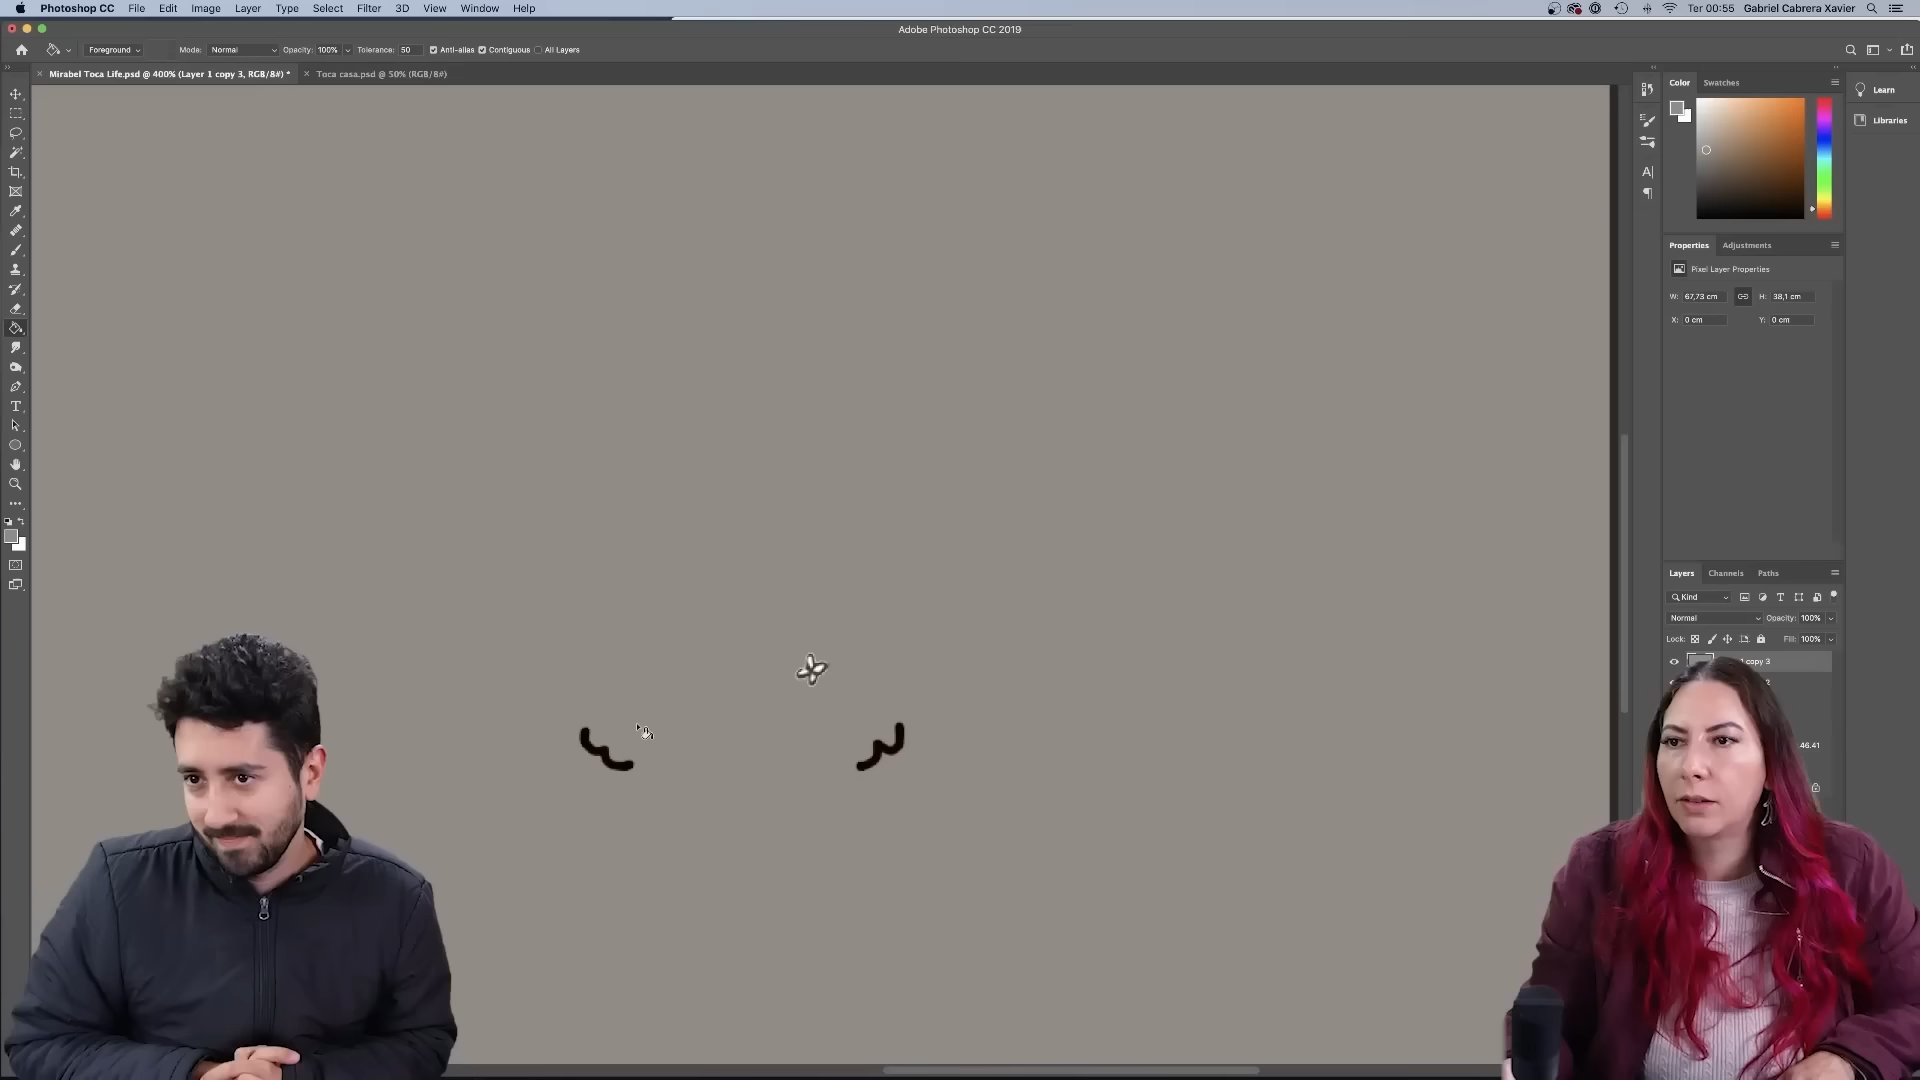 Photoshop CC File Edit Image Layer Type Select Filter 3D View Window Help Ter 00:55 Gabriel Cabrera Xavier
Adobe Photoshop CC 2019
Foreground Mode: Normal Opacity: 100% Tolerance: 50 Anti-alias Contiguous All Layers
Mirabel Toca Life.psd @ 400% (Layer 1 copy 3, RGB/8#) * Toca casa.psd @ 50% (RGB/8#)
Color Swatches
Learn
Libraries
Properties Adjustments
Pixel Layer Properties
W: 67,73 cm H: 38,1 cm
X: 0 cm Y: 0 cm
Layers Channels Paths
Kind
Normal Opacity: 100%
Lock: Fill: 100%
copy 3
46.41